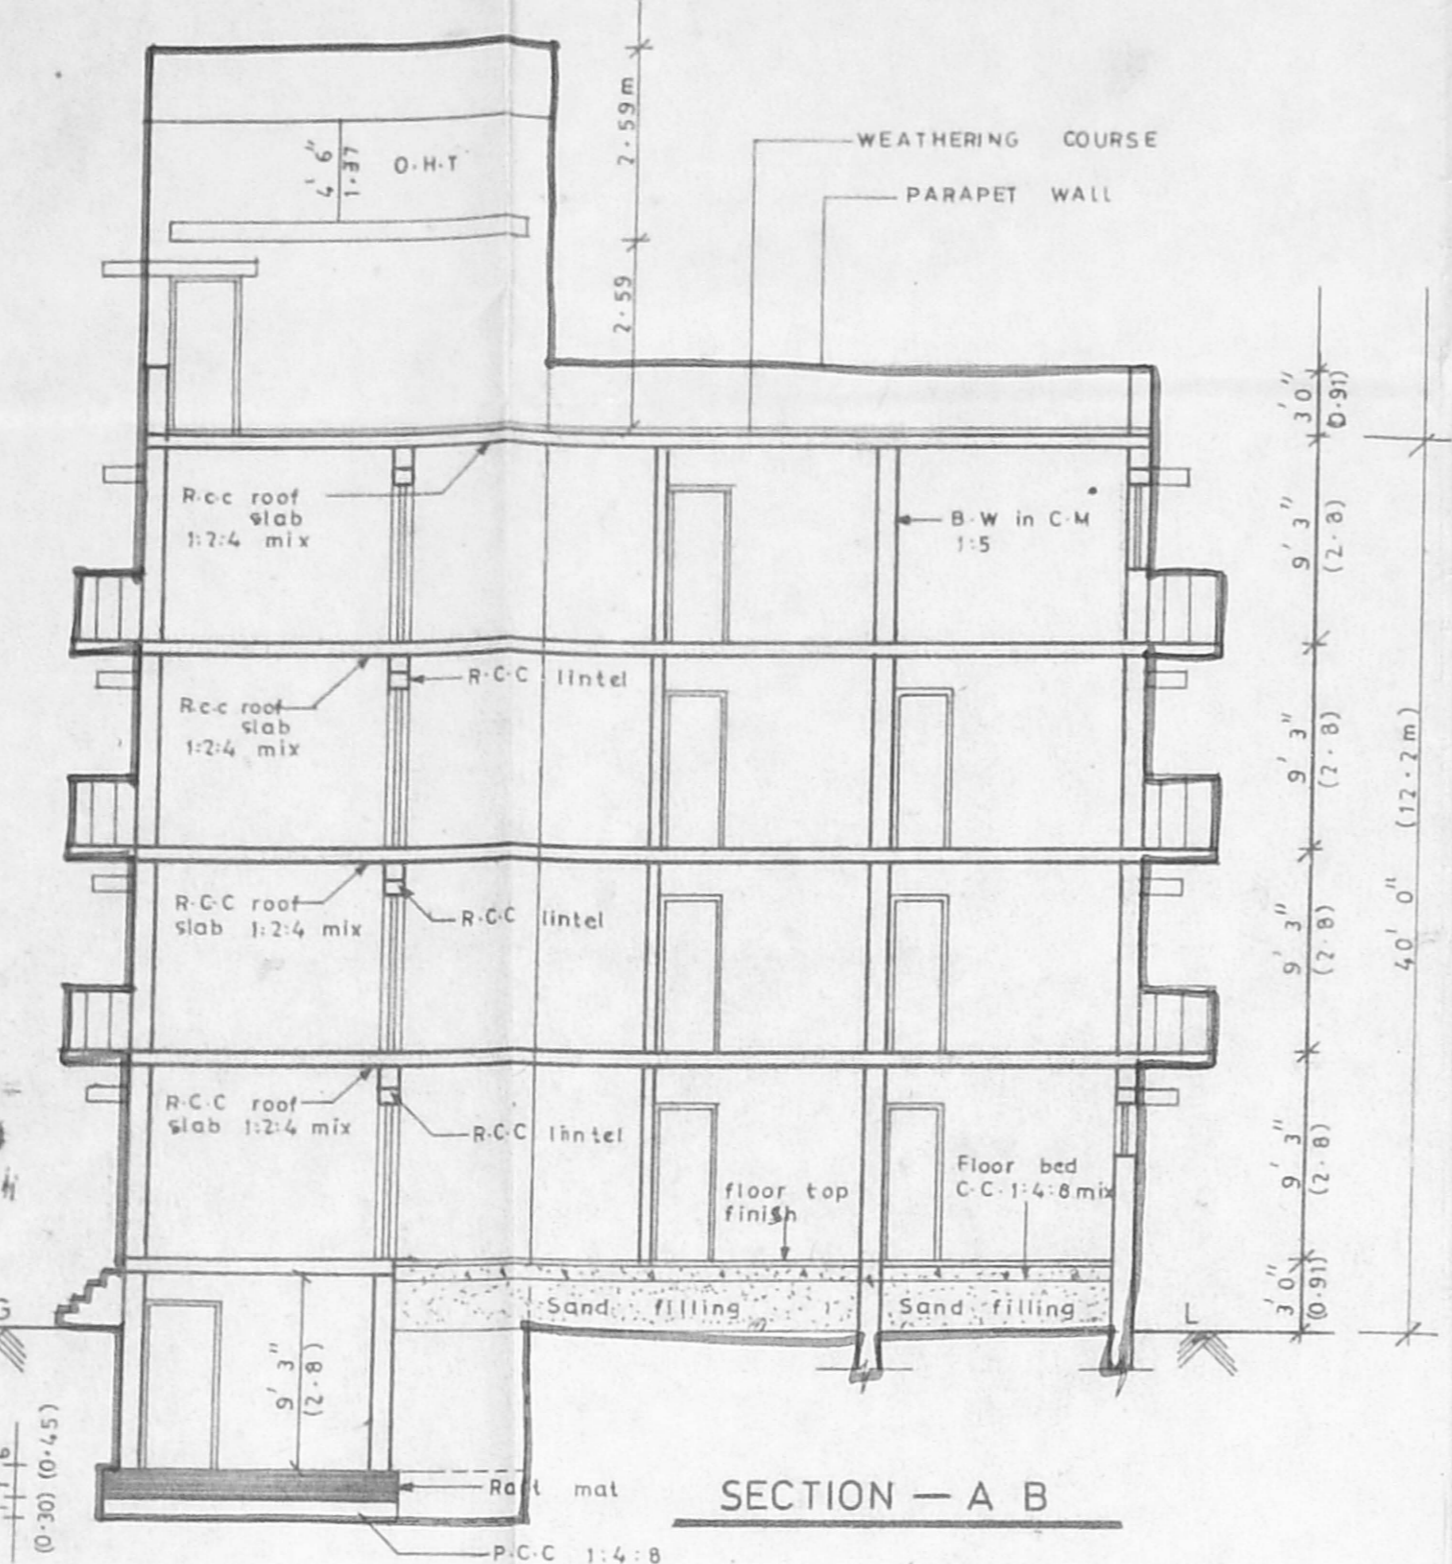 2.59m
WEATHERING COURSE
4' 6"
1.37
O.H.T
PARAPET WALL
2.59
3' 0"
(0.91)
R.c.c roof
slab
1:2:4 mix
B.W in C.M
1:5
9' 3"
(2.8)
R.C.C lintel
R.c.c roof
slab
1:2:4 mix
9' 3"
(2.8)
40' 0" (12.2m)
R.C.C roof
slab 1:2:4 mix
R.C.C lintel
9' 3"
(2.8)
R.C.C roof
slab 1:2:4 mix
R.C.C lintel
Floor bed
C.C.1:4:8 mix
floor top
finish
9' 3"
(2.8)
Sand filling
Sand filling
3' 0"
(0.91)
G
L
9' 3"
(2.8)
(0.30) (0.45)
Raft mat
SECTION — A B
P.C.C 1:4:8